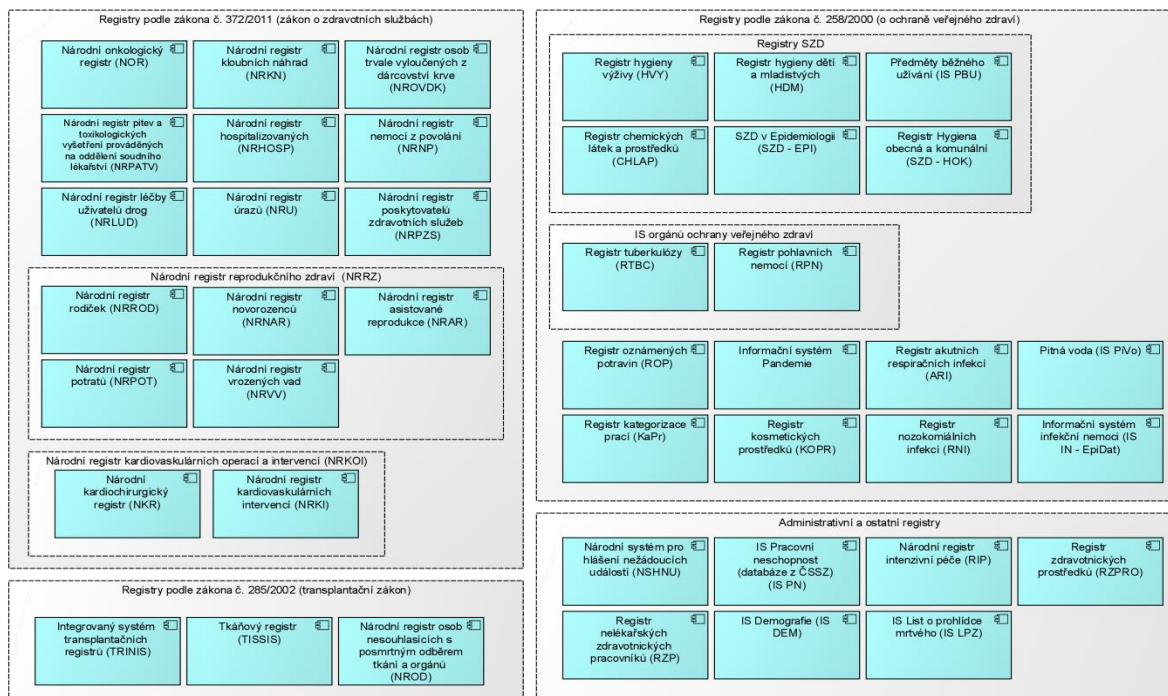 Registry podle zákona č. 372/2011 (zákon o zdravotních službách)
Národní onkologický
registr (NOR)
Národní registr
kloubních náhrad
(NRKN)
Národní registr osob
trvale vyloučených z
dárcovství krve
(NROVDK)
Národní registr pitev a
toxikologických
vyšetření prováděných
na oddělení soudního
lékařství (NRPATV)
Národní registr
hospitalizovaných
(NRHOSP)
Národní registr
nemocí z povolání
(NRNP)
Národní registr léčby
uživatelů drog
(NRLUD)
Národní registr
úrazů (NRU)
Národní registr
poskytovatelů
zdravotních služeb
(NRPZS)
Národní registr reprodukčního zdraví (NRRZ)
Národní registr
rodiček (NRROD)
Národní registr
novorozenců
(NRNAR)
Národní registr
asistované
reprodukce (NRAR)
Národní registr
potratů (NRPOT)
Národní registr
vrozených vad
(NRVV)
Národní registr kardiovaskulárních operací a intervencí (NRKOI)
Národní
kardiochirurgický
registr (NKR)
Národní registr
kardiovaskulárních
intervencí (NRKI)
Registry podle zákona č. 285/2002 (transplantační zákon)
Integrovaný systém
transplantačních
registrů (TRINIS)
Tkáňový registr
(TISSIS)
Národní registr osob
nesouhlasících s
posmrtným odběrem
tkání a orgánů
(NROD)
Registry podle zákona č. 258/2000 (o ochraně veřejného zdraví)
Registry SZD
Registr hygieny
výživy (HVY)
Registr hygieny dětí
a mladistvých
(HDM)
Předměty běžného
užívání (IS PBU)
Registr chemických
látek a prostředků
(CHLAP)
SZD v Epidemiologii
(SZD - EPI)
Registr Hygiena
obecná a komunální
(SZD - HOK)
IS orgánů ochrany veřejného zdraví
Registr tuberkulózy
(RTBC)
Registr pohlavních
nemocí (RPN)
Registr oznámených
potravin (ROP)
Informační systém
Pandemie
Registr akutních
respiračních infekcí
(ARI)
Pitná voda (IS PiVo)
Registr kategorizace
prací (KaPr)
Registr
kosmetických
prostředků (KOPR)
Registr
nozokomiálních
infekcí (RNI)
Informační systém
infekční nemoci (IS
IN - EpiDat)
Administrativní a ostatní registry
Národní systém pro
hlášení nežádoucích
událostí (NSHNU)
IS Pracovní
neschopnost
(databáze z ČSSZ)
(IS PN)
Národní registr
intenzivní péče (RIP)
Registr
zdravotnických
prostředků (RZPRO)
Registr
nelékařských
zdravotnických
pracovníků (RZP)
IS Demografie (IS
DEM)
IS List o prohlídce
mrtvého (IS LPZ)